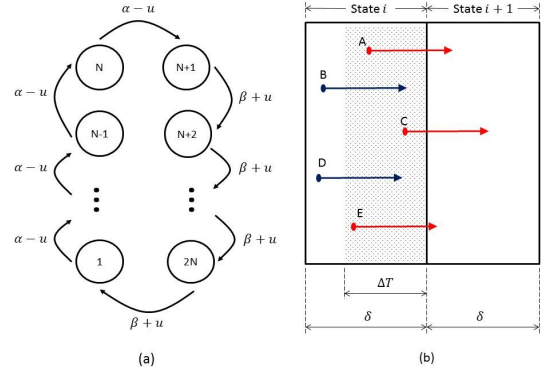 α − u
N
N+1
α − u
β + u
N-1
N+2
α − u
β + u
α − u
β + u
1
2N
β + u
(a)
State i
State i + 1
A
B
C
D
E
ΔT
δ
δ
(b)